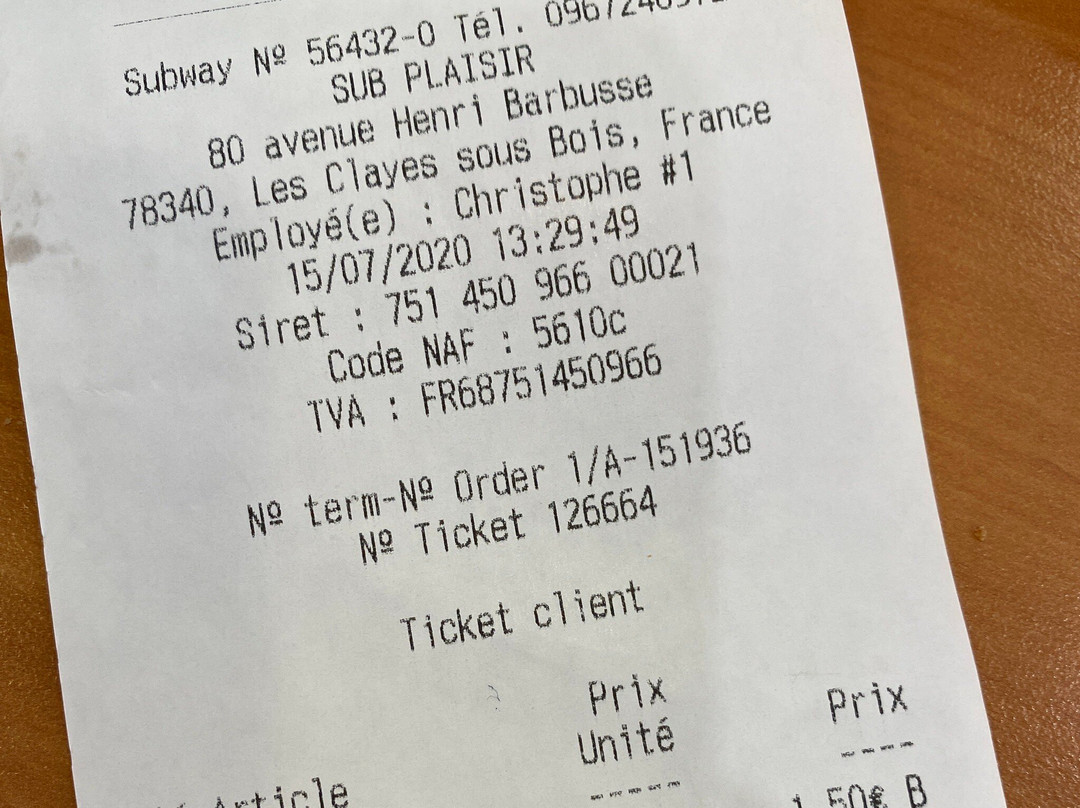 Subway Nº 56432-0 Tél.
SUB PLAISIR
80 avenue Henri Barbusse
78340, Les Clayes sous Bois, France
Employé(e) : Christophe #1
15/07/2020 13:29:49
Siret : 751 450 966 00021
Code NAF : 5610c
TVA : FR68751450966
Nº term-Nº Order 1/A-151936
Nº Ticket 126664
Ticket client
Prix Prix
Unité ----
Article ----
B